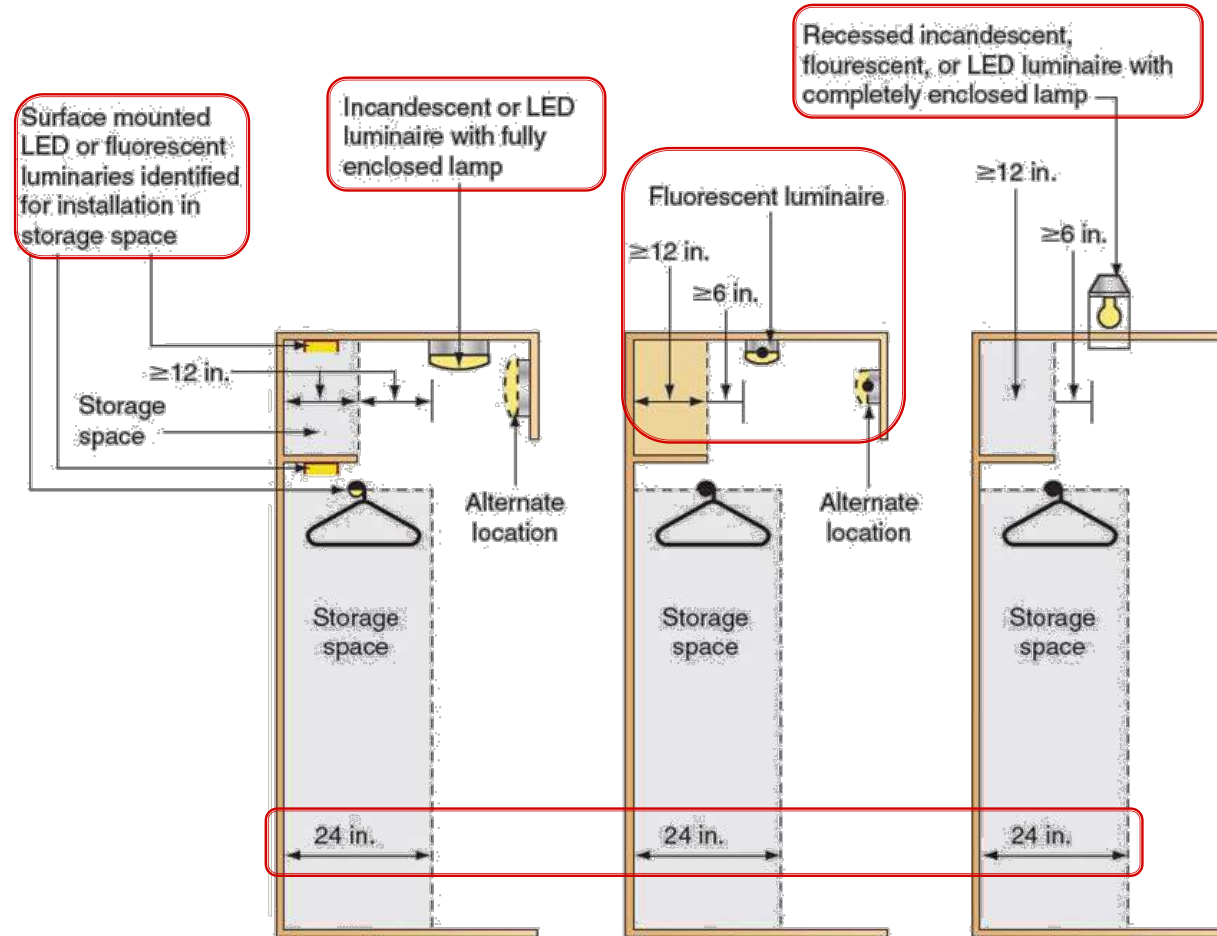 Surface mounted
LED or fluorescent
luminaries identified
for installation in
storage space
Incandescent or LED
luminaire with fully
enclosed lamp
Recessed incandescent,
flourescent, or LED luminaire with
completely enclosed lamp
Fluorescent luminaire
≥12 in.
≥6 in.
≥12 in.
≥6 in.
≥12 in.
Storage
space
Alternate
location
Alternate
location
Storage
space
Storage
space
Storage
space
24 in.
24 in.
24 in.